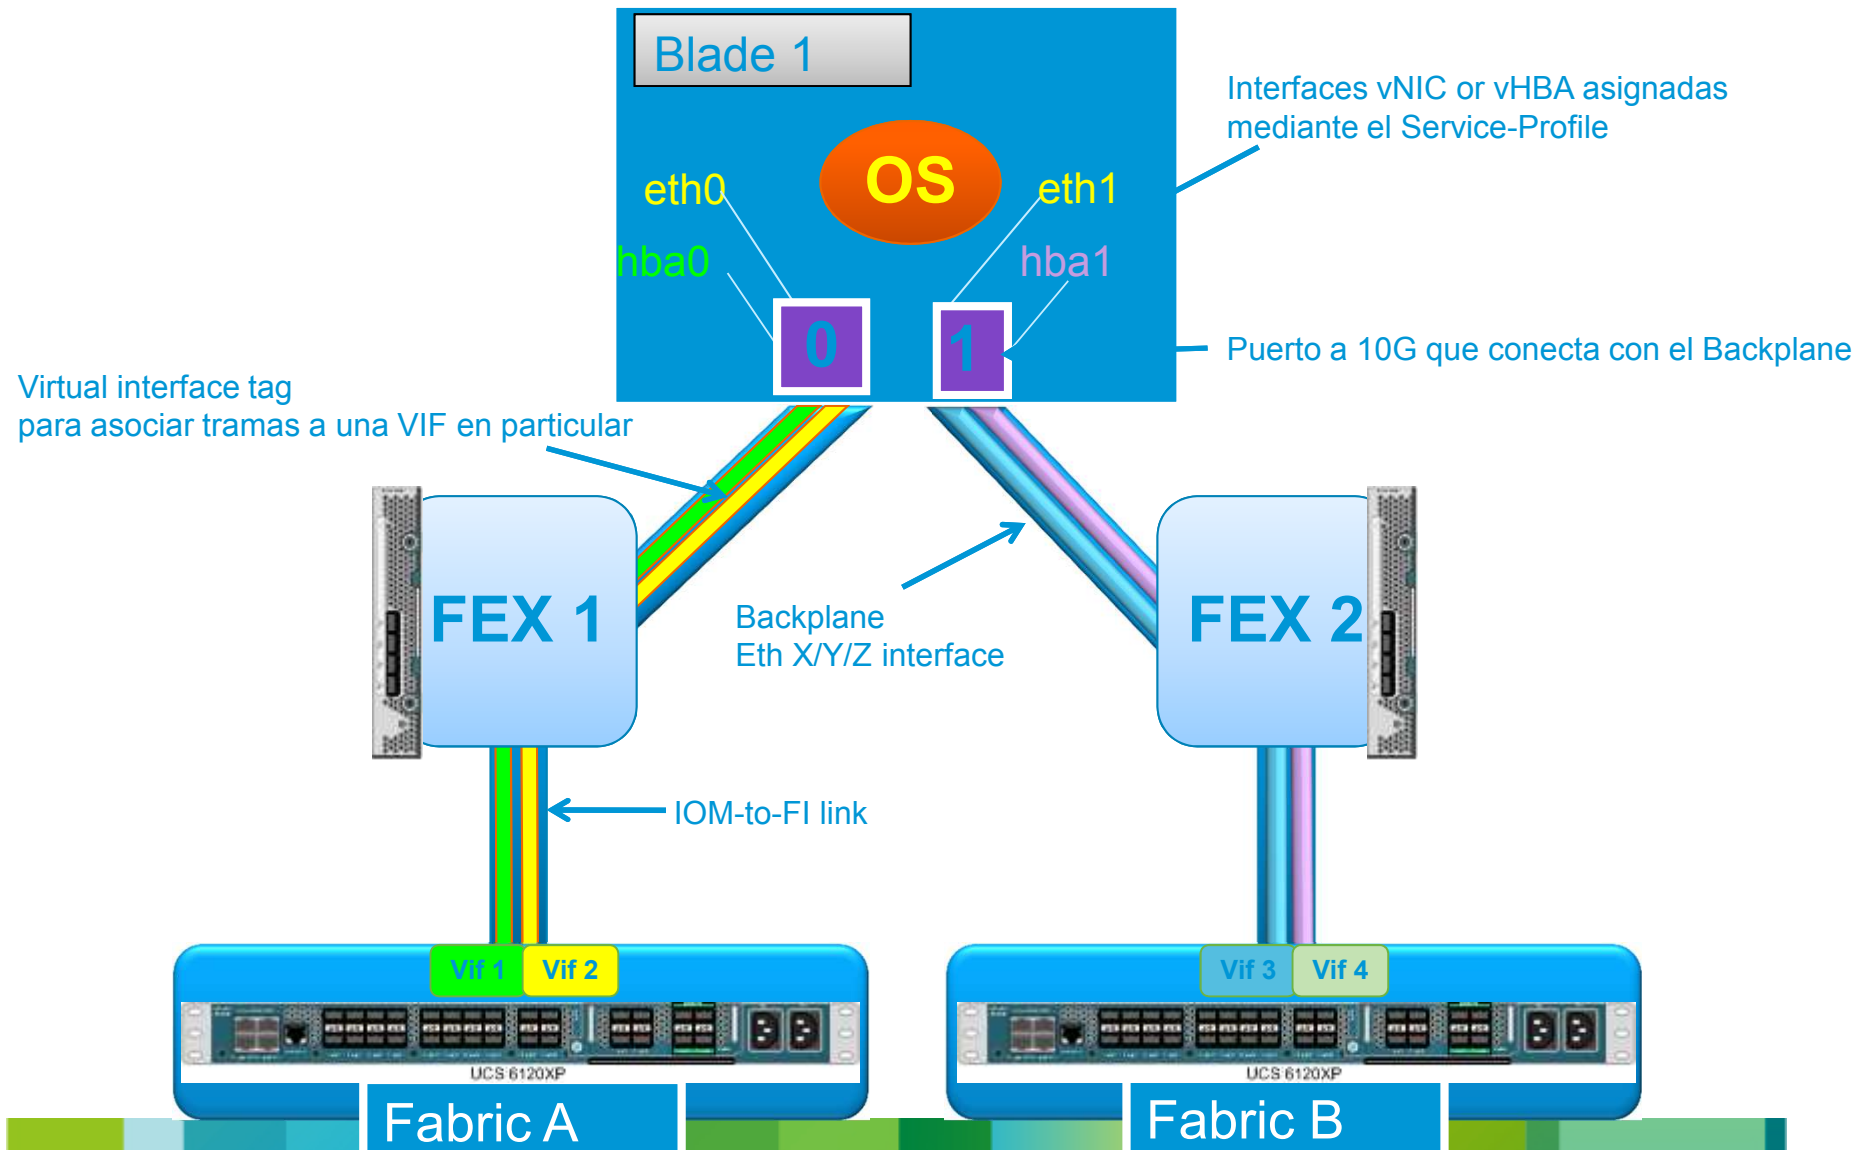 Blade 1
Interfaces vNIC or vHBA asignadas
mediante el Service-Profile
OS
eth0
eth1
hba0
hba1
0
1
Puerto a 10G que conecta con el Backplane
Virtual interface tag
para asociar tramas a una VIF en particular
FEX 1
FEX 2
Backplane
Eth X/Y/Z interface
IOM-to-FI link
Vif 1
Vif 2
Vif 3
Vif 4
UCS 6120XP
UCS 6120XP
Fabric A
Fabric B